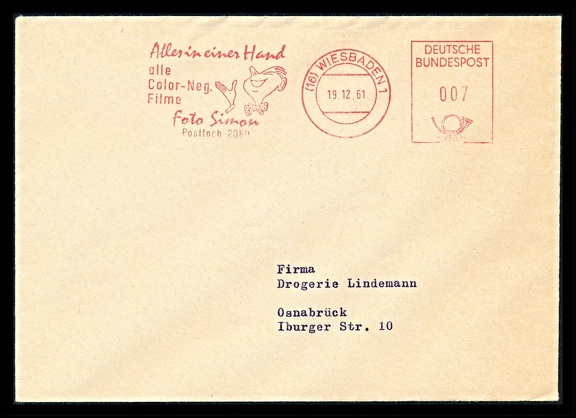 Alles in einer Hand
alle
Color-Neg.
Filme
Foto Simon
Postfach 2080
(16) WIESBADEN 1
19.12.61
DEUTSCHE
BUNDESPOST
007
Firma
Drogerie Lindemann
Osnabrück
Iburger Str. 10